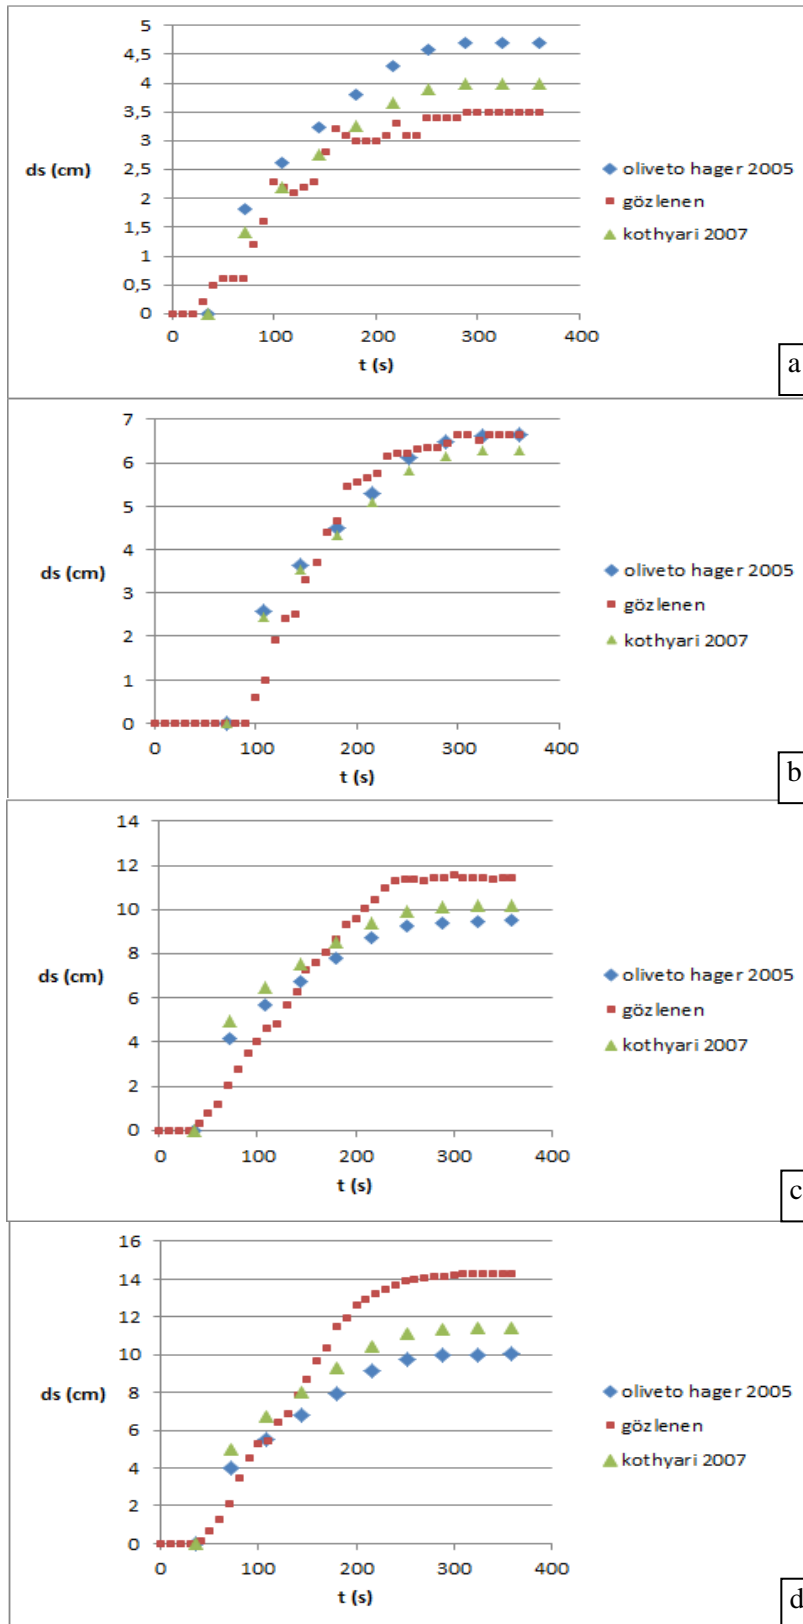 5
4,5
4
3,5
3
2,5
2
1,5
1
0,5
0
ds (cm)
0 100 200 300 400
t (s)
oliveto hager 2005
gözlenen
kothyari 2007
a
7
6
5
4
3
2
1
0
ds (cm)
0 100 200 300 400
t (s)
oliveto hager 2005
gözlenen
kothyari 2007
b
14
12
10
8
6
4
2
0
ds (cm)
0 100 200 300 400
t (s)
oliveto hager 2005
gözlenen
kothyari 2007
c
16
14
12
10
8
6
4
2
0
ds (cm)
0 100 200 300 400
t (s)
oliveto hager 2005
gözlenen
kothyari 2007
d